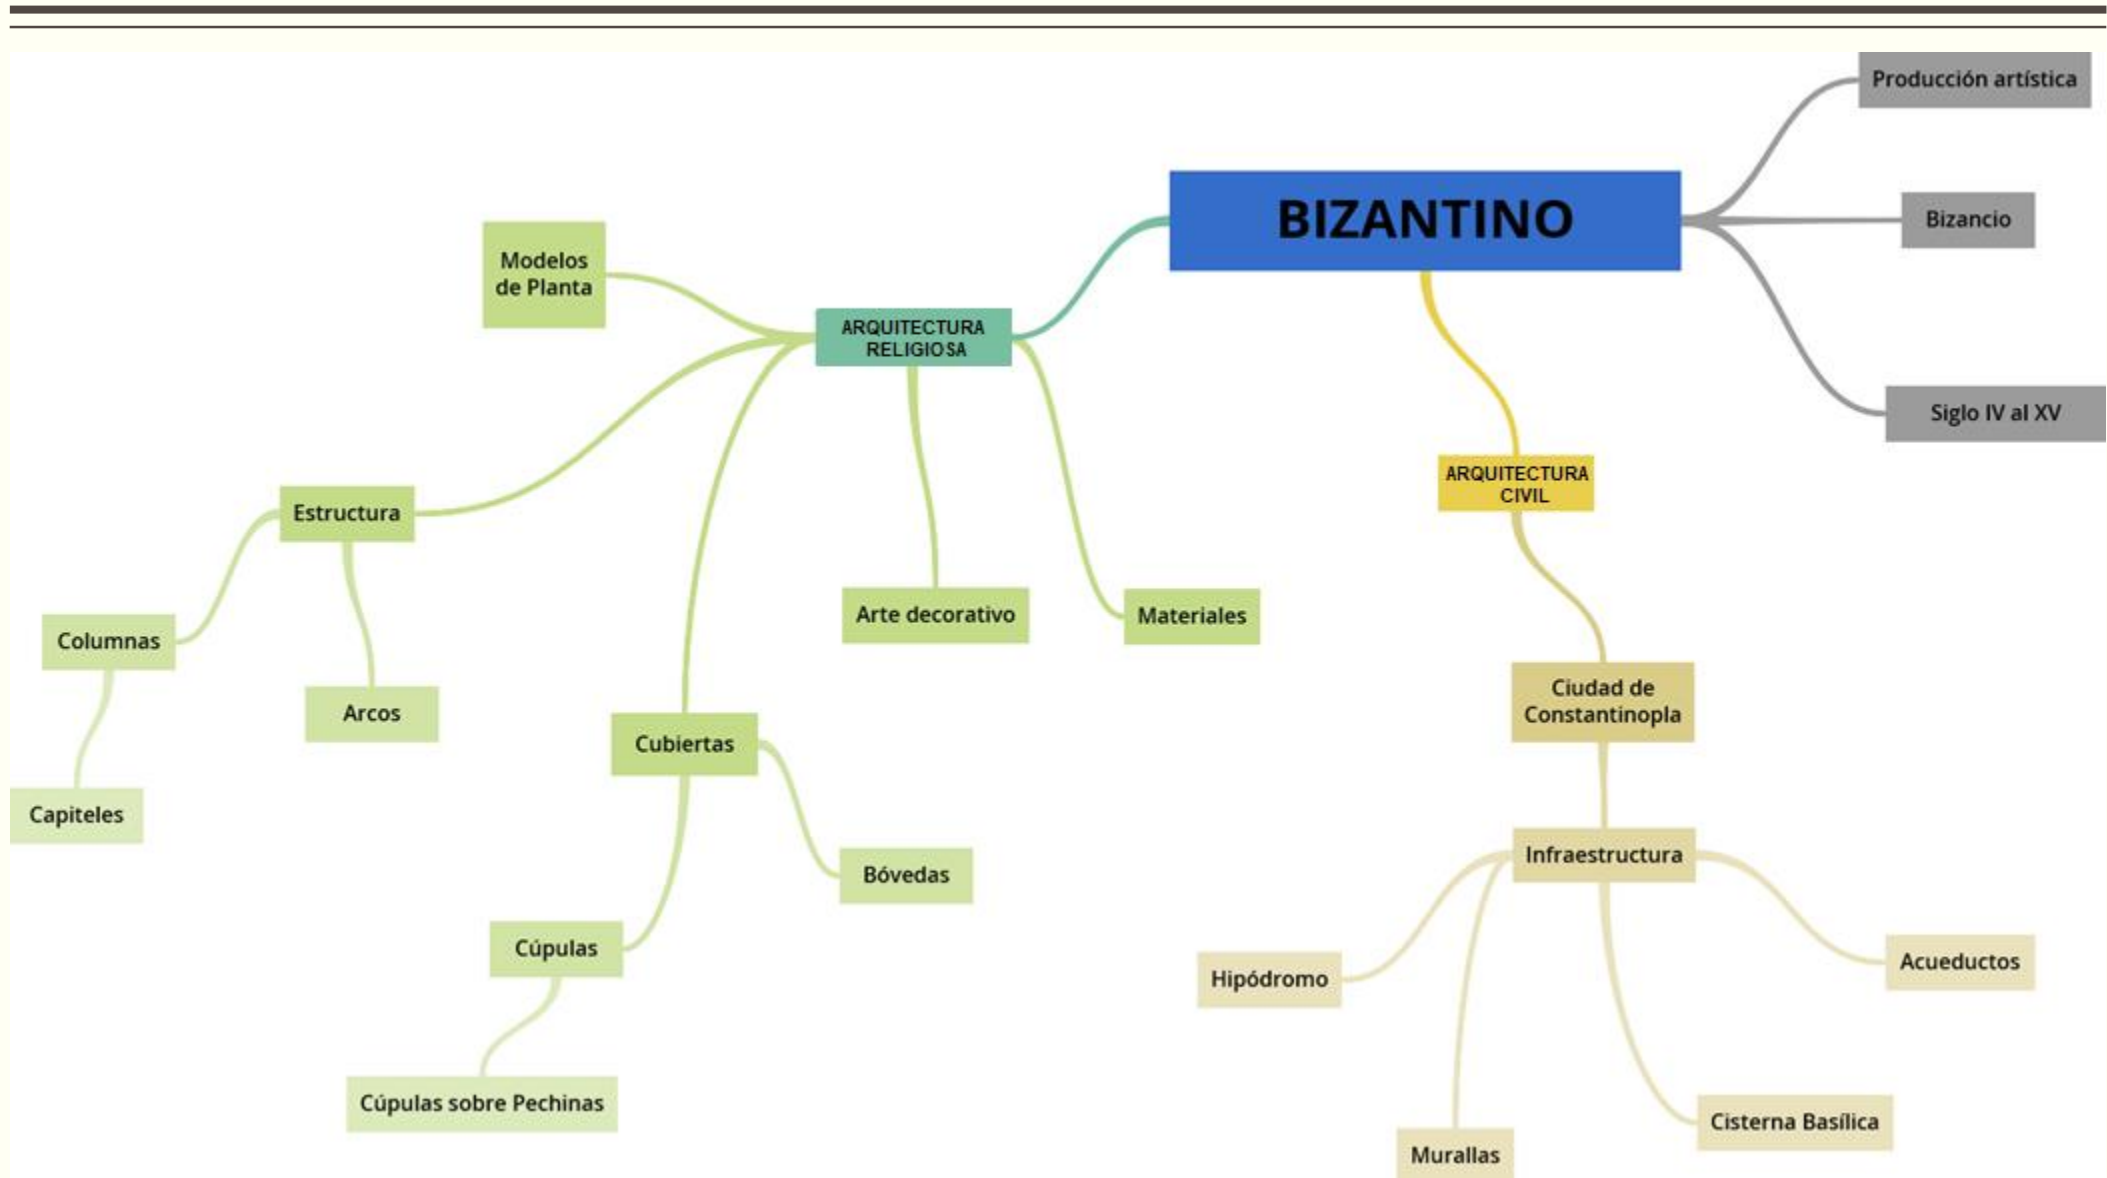 Producción artística
BIZANTINO
Bizancio
Modelos
de Planta
ARQUITECTURA
RELIGIOSA
Siglo IV al XV
ARQUITECTURA
CIVIL
Estructura
Arte decorativo
Materiales
Columnas
Ciudad de
Constantinopla
Arcos
Cubiertas
Capiteles
Infraestructura
Bóvedas
Cúpulas
Acueductos
Hipódromo
Cúpulas sobre Pechinas
Cisterna Basílica
Murallas